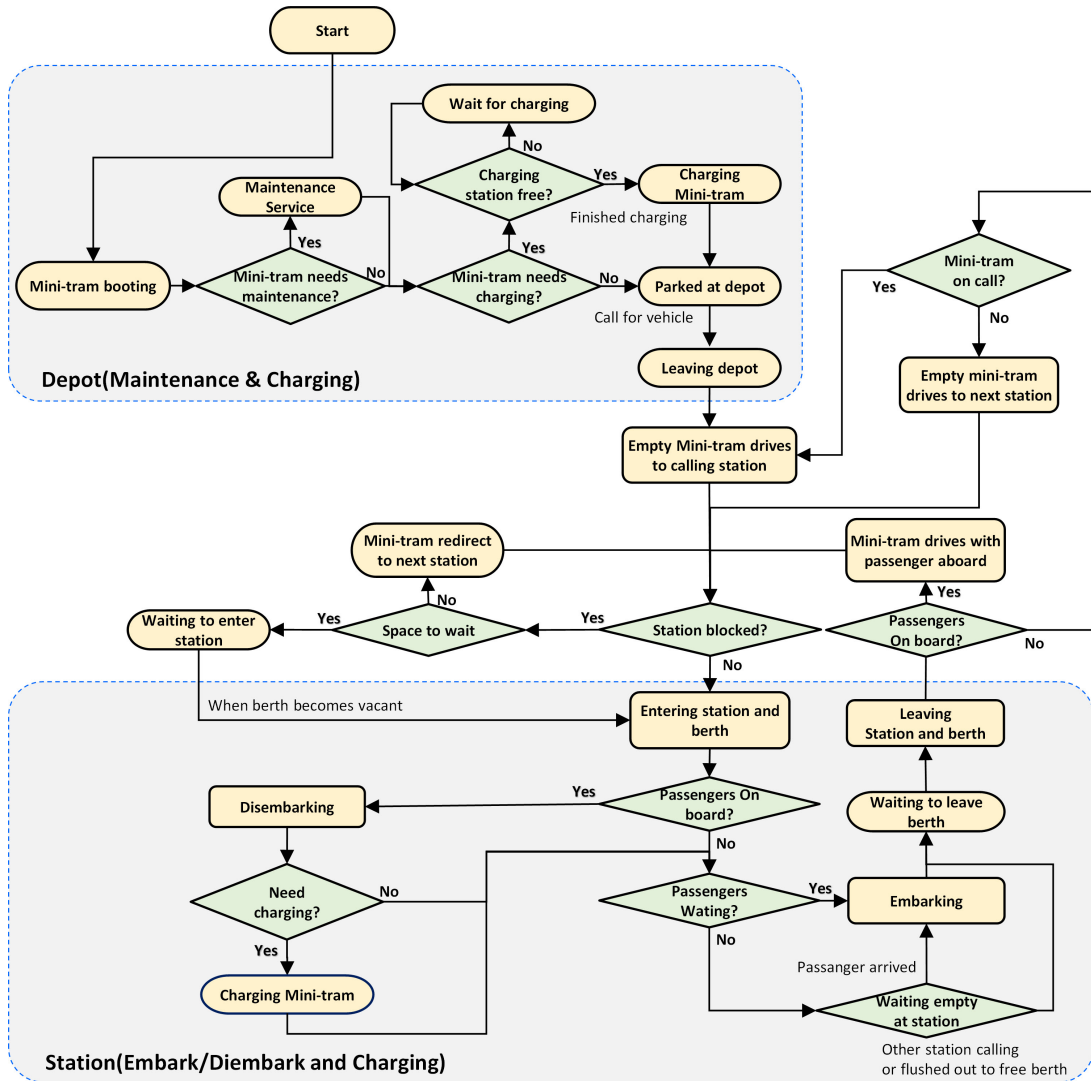 Start
Wait for charging
No
Charging
station free?
Yes
Charging
Mini-tram
Maintenance
Service
Finished charging
Yes
Yes
Mini-tram booting
Mini-tram needs
maintenance?
No
Mini-tram needs
charging?
No
Parked at depot
Call for vehicle
Leaving depot
Depot(Maintenance & Charging)
Mini-tram
on call?
Yes
No
Empty mini-tram
drives to next station
Empty Mini-tram drives
to calling station
Mini-tram redirect
to next station
Mini-tram drives with
passenger aboard
No
Yes
Waiting to enter
station
Yes
Space to wait
Yes
Station blocked?
Passengers
On board?
No
No
When berth becomes vacant
Entering station and
berth
Leaving
Station and berth
Disembarking
Yes
Passengers On
board?
Waiting to leave
berth
No
Need
charging?
No
Passengers
Wating?
Yes
Embarking
Yes
No
Passanger arrived
Charging Mini-tram
Waiting empty
at station
Other station calling
or flushed out to free berth
Station(Embark/Diembark and Charging)